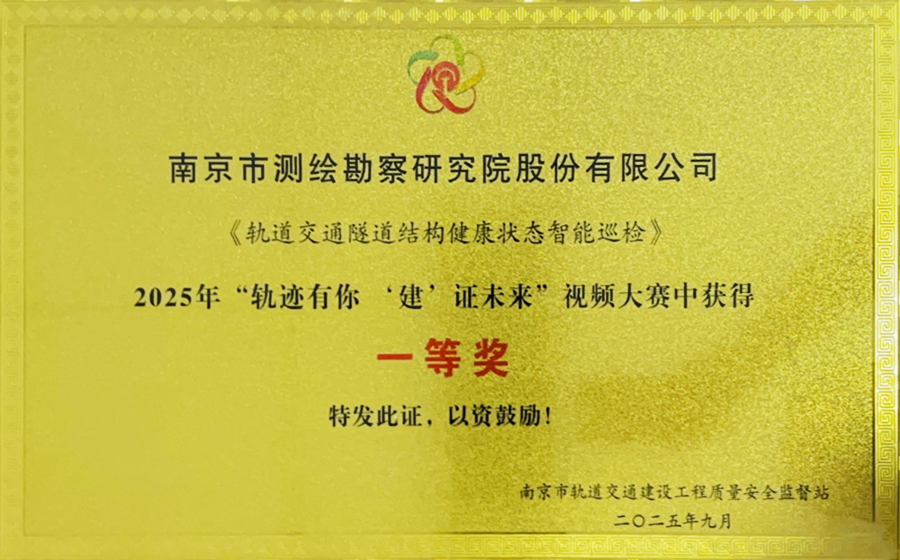 南京市测绘勘察研究院股份有限公司
《轨道交通隧道结构健康状态智能巡检》
2025年“轨迹有你 ‘建’证未来”视频大赛中获得
一等奖
特发此证，以资鼓励！
南京市轨道交通建设工程质量安全监督站
二〇二五年九月